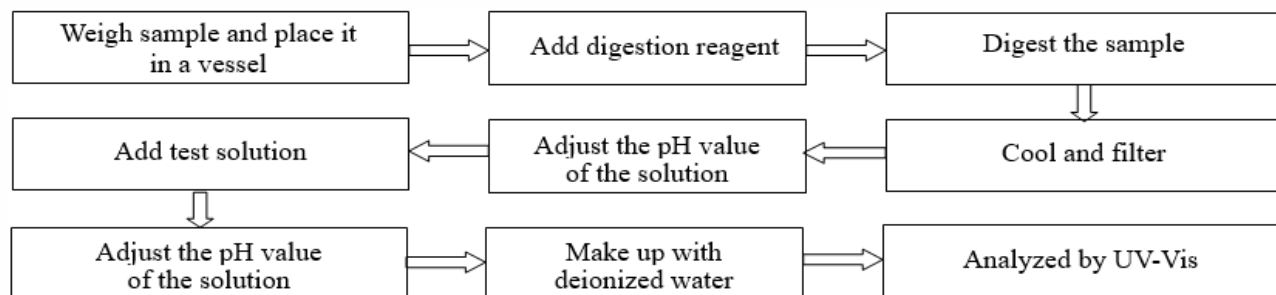 Weigh sample and place it
in a vessel
Add digestion reagent
Digest the sample
Cool and filter
Adjust the pH value
of the solution
Add test solution
Adjust the pH value
of the solution
Make up with
deionized water
Analyzed by UV-Vis